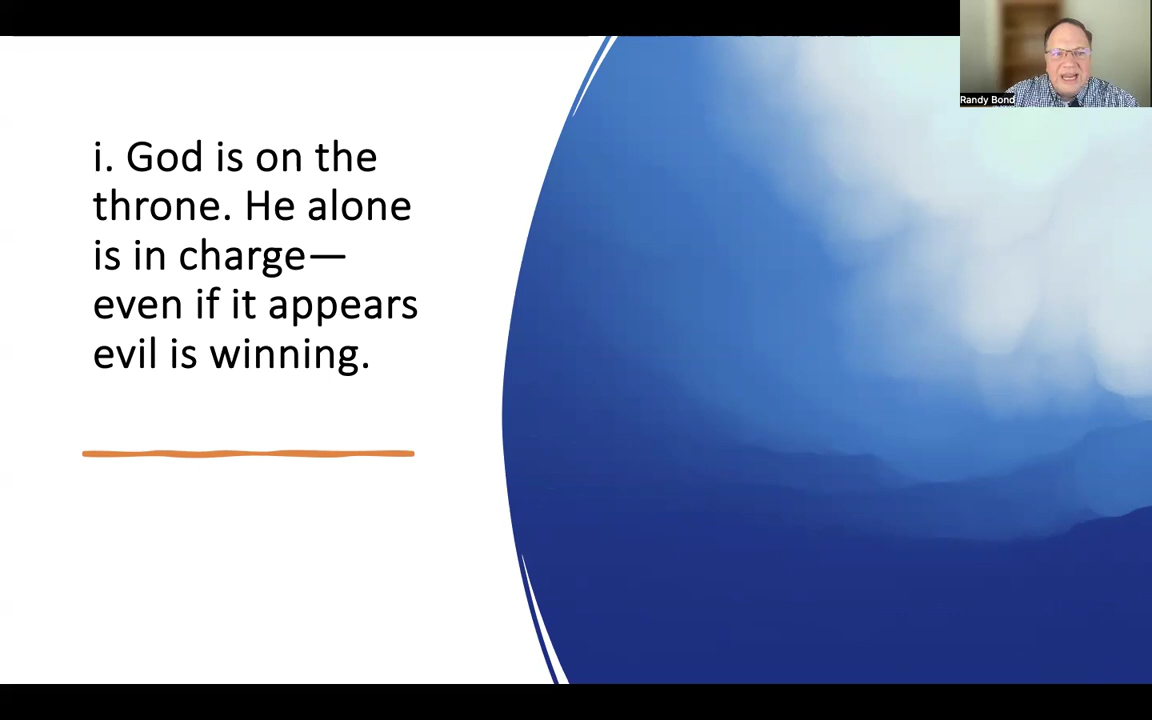 i. God is on the
throne. He alone
is in charge—
even if it appears
evil is winning.
Randy Bond